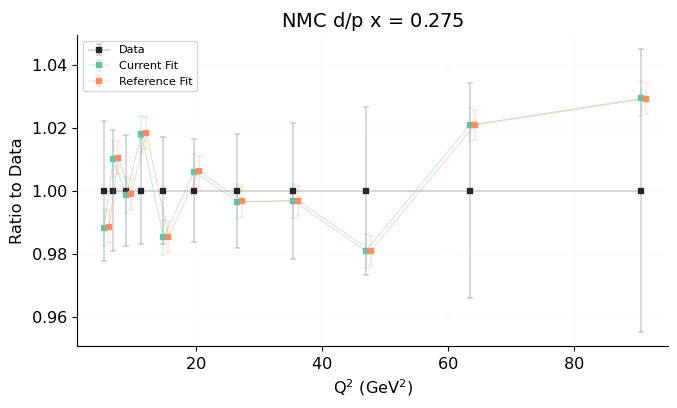 NMC d/p x = 0.275
Data
Current Fit
Reference Fit
Ratio to Data
1.04
1.02
1.00
0.98
0.96
20 40 60 80
Q² (GeV²)